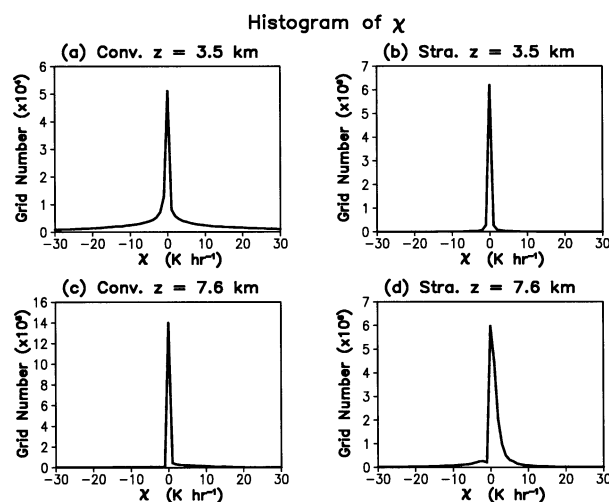 Histogram of χ
(a) Conv. z = 3.5 km
Grid Number (x10⁶)
6
5
4
3
2
1
0
−30 −20 −10 0 10 20 30
χ (K hr⁻¹)
(b) Stra. z = 3.5 km
Grid Number (x10⁶)
7
6
5
4
3
2
1
0
−30 −20 −10 0 10 20 30
χ (K hr⁻¹)
(c) Conv. z = 7.6 km
Grid Number (x10⁶)
16
14
12
10
8
6
4
2
0
−30 −20 −10 0 10 20 30
χ (K hr⁻¹)
(d) Stra. z = 7.6 km
Grid Number (x10⁶)
7
6
5
4
3
2
1
0
−30 −20 −10 0 10 20 30
χ (K hr⁻¹)